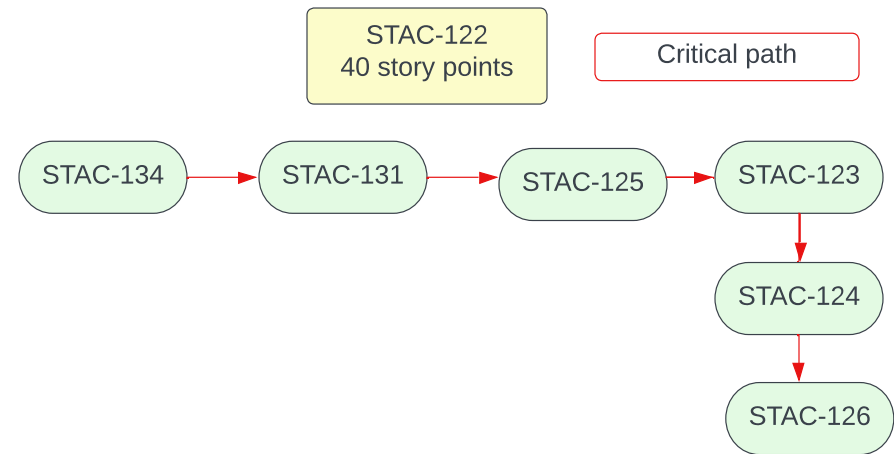 STAC-122
40 story points
Critical path
STAC-134
STAC-131
STAC-125
STAC-123
STAC-124
STAC-126